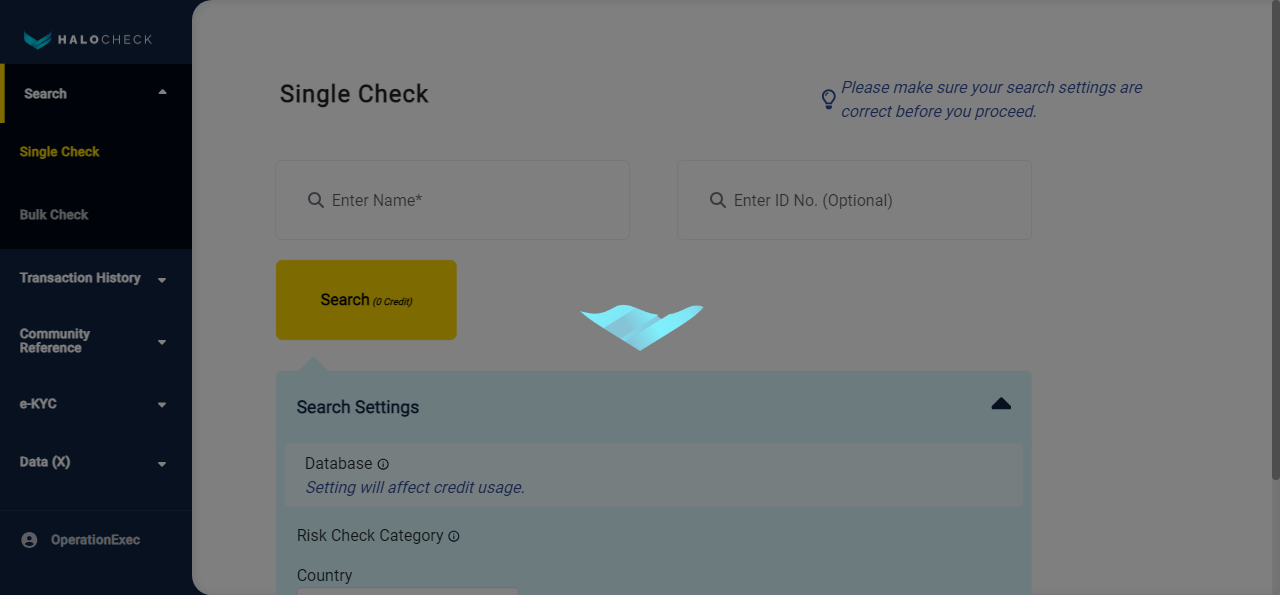 HALOCHECK
Search
Single Check
Bulk Check
Transaction History
Community
Reference
e-KYC
Data (X)
OperationExec
Single Check
Please make sure your search settings are
correct before you proceed.
Enter Name*
Enter ID No. (Optional)
Search (0 Credit)
Search Settings
Database
Setting will affect credit usage.
Risk Check Category
Country